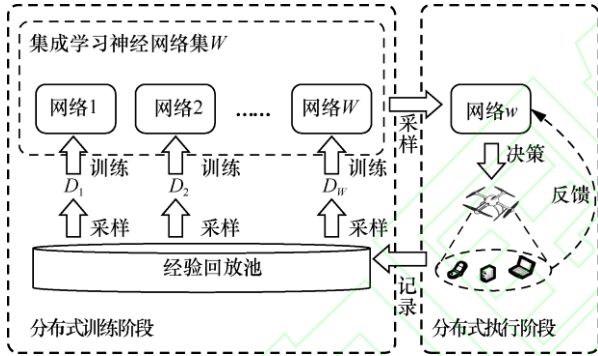 集成学习神经网络集W
网络1
网络2
......
网络W
采样
网络w
训练
训练
训练
决策
D₁
D₂
D_W
反馈
采样
采样
采样
经验回放池
记录
分布式训练阶段
分布式执行阶段